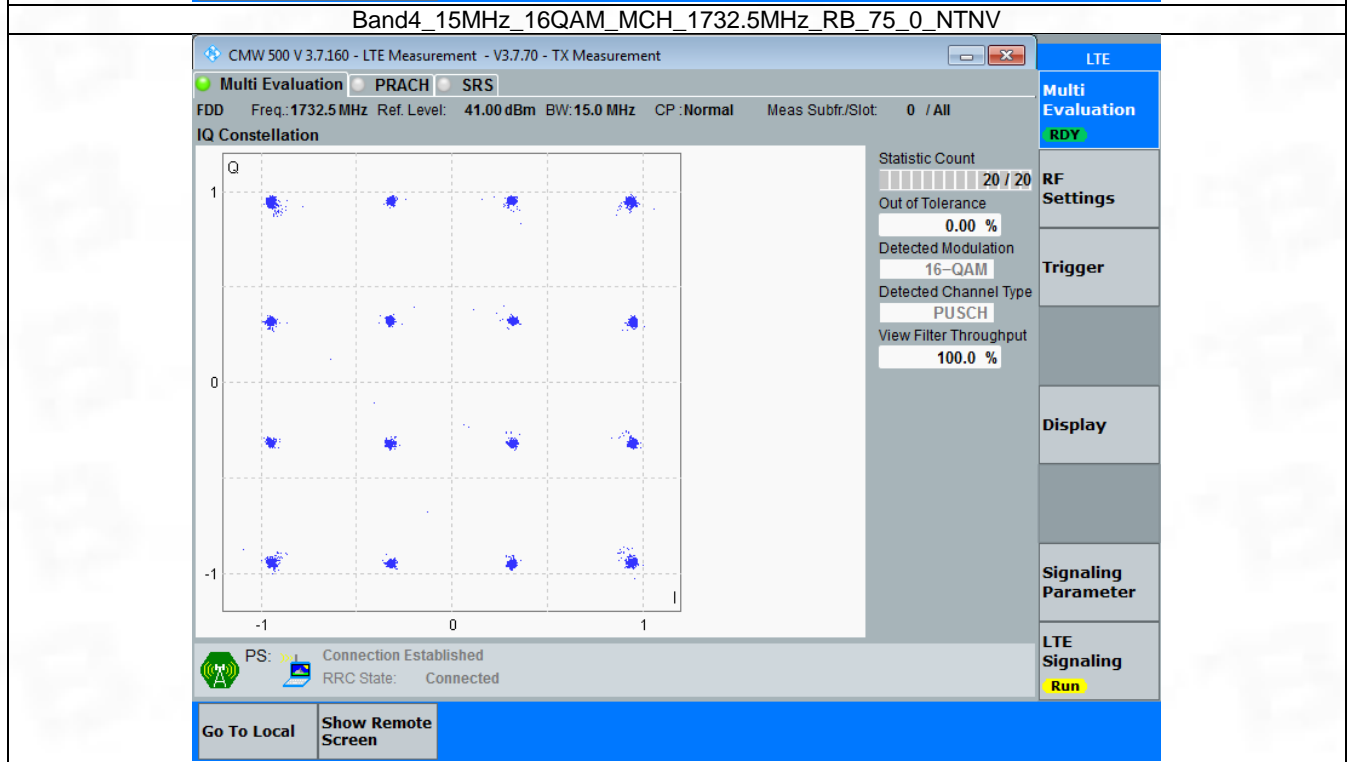 Band4_15MHz_16QAM_MCH_1732.5MHz_RB_75_0_NTNV
CMW 500 V 3.7.160 - LTE Measurement - V3.7.70 - TX Measurement
LTE
Multi Evaluation PRACH SRS
Multi Evaluation
RDY
FDD Freq.:1732.5 MHz Ref. Level: 41.00 dBm BW:15.0 MHz CP :Normal Meas Subfr./Slot: 0 / All
IQ Constellation
Q
1
0
-1
I
-1 0 1
Statistic Count
20 / 20
Out of Tolerance
0.00 %
Detected Modulation
16-QAM
Detected Channel Type
PUSCH
View Filter Throughput
100.0 %
RF
Settings
Trigger
Display
Signaling
Parameter
LTE
Signaling
Run
PS: Connection Established
RRC State: Connected
Go To Local
Show Remote
Screen